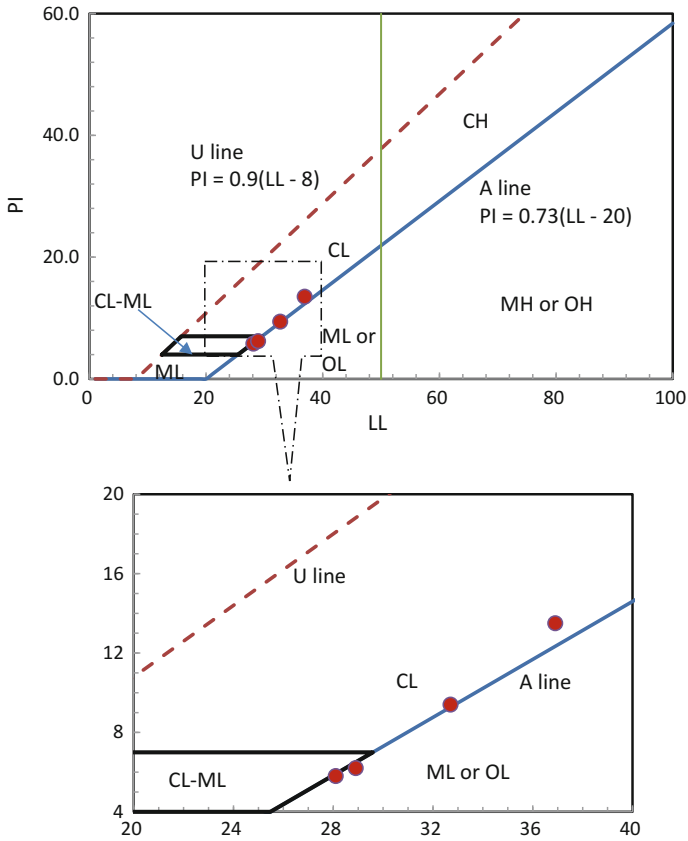 60.0
40.0
20.0
0.0
PI
U line
PI = 0.9(LL - 8)
CH
A line
PI = 0.73(LL - 20)
CL
CL-ML
ML or
OL
MH or OH
ML
0
20
40
60
80
100
LL
20
16
12
8
4
U line
CL
A line
CL-ML
ML or OL
20
24
28
32
36
40